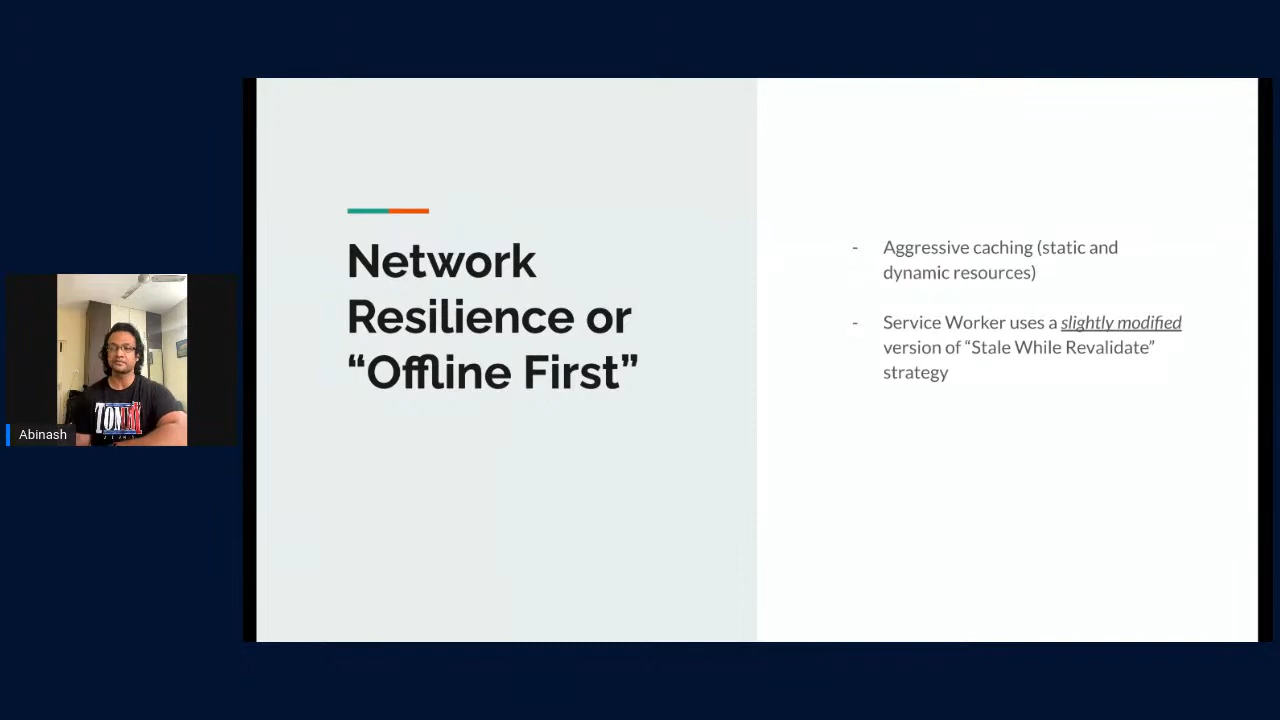 Network
Resilience or
“Offline First”
- Aggressive caching (static and
dynamic resources)
- Service Worker uses a slightly modified
version of “Stale While Revalidate”
strategy
Abinash